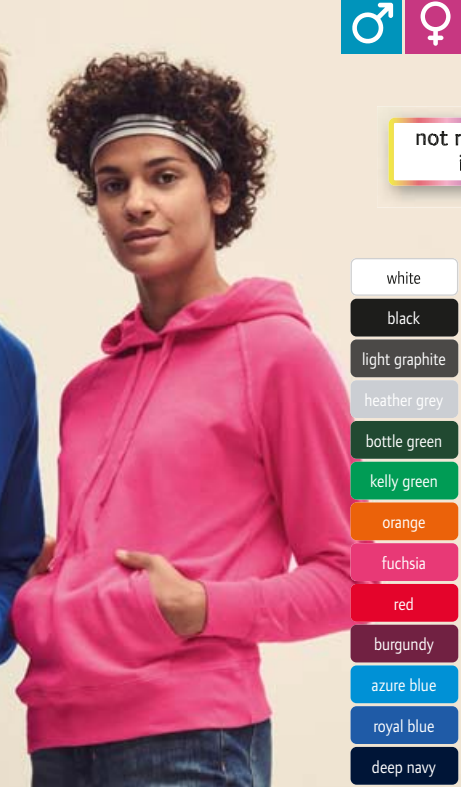 not
white
black
light graphite
heather grey
bottle green
kelly green
orange
fuchsia
red
burgundy
azure blue
royal blue
deep navy